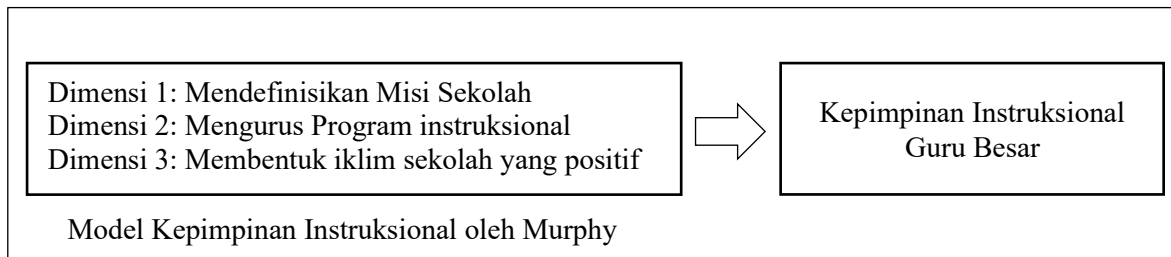 Dimensi 1: Mendefinisikan Misi Sekolah
Dimensi 2: Mengurus Program instruksional
Dimensi 3: Membentuk iklim sekolah yang positif
Kepimpinan Instruksional
Guru Besar
Model Kepimpinan Instruksional oleh Murphy